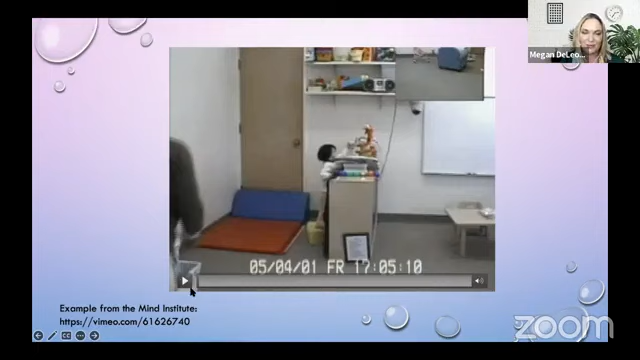 Megan DeLeo...
05/04/01 FR 17:05:10
Example from the Mind Institute:
https://vimeo.com/61626740
zoom